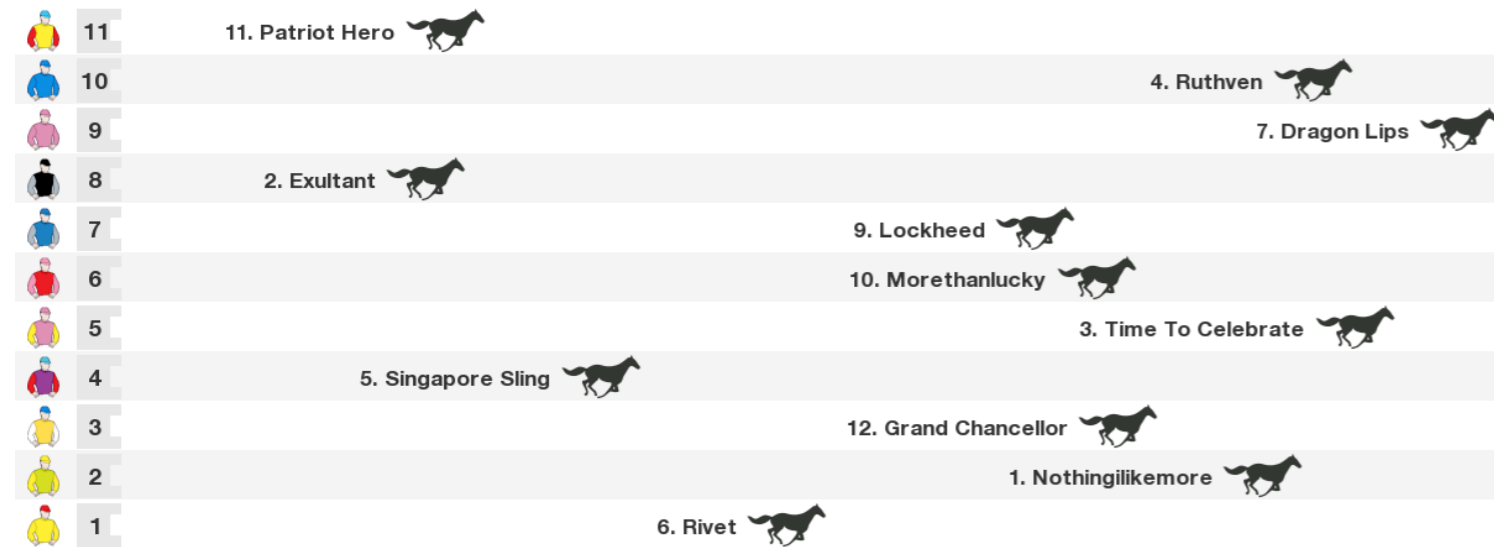 11 11. Patriot Hero
10 4. Ruthven
9 7. Dragon Lips
8 2. Exultant
7 9. Lockheed
6 10. Morethanlucky
5 3. Time To Celebrate
4 5. Singapore Sling
3 12. Grand Chancellor
2 1. Nothingilikemore
1 6. Rivet